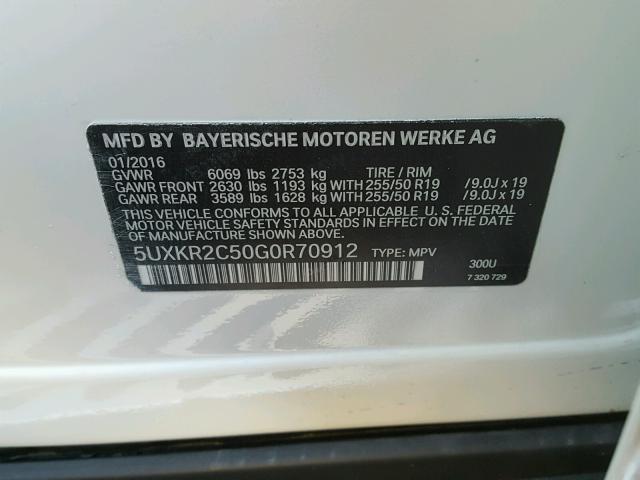 MFD BY BAYERISCHE MOTOREN WERKE AG
01/2016
GVWR 6069 lbs 2753 kg TIRE / RIM
GAWR FRONT 2630 lbs 1193 kg WITH 255/50 R19 /9.0J x 19
GAWR REAR 3589 lbs 1628 kg WITH 255/50 R19 /9.0J x 19
THIS VEHICLE CONFORMS TO ALL APPLICABLE U. S. FEDERAL
MOTOR VEHICLE SAFETY STANDARDS IN EFFECT ON THE DATE
OF MANUFACTURE SHOWN ABOVE.
5UXKR2C50G0R70912 TYPE: MPV
300U
7 320 729